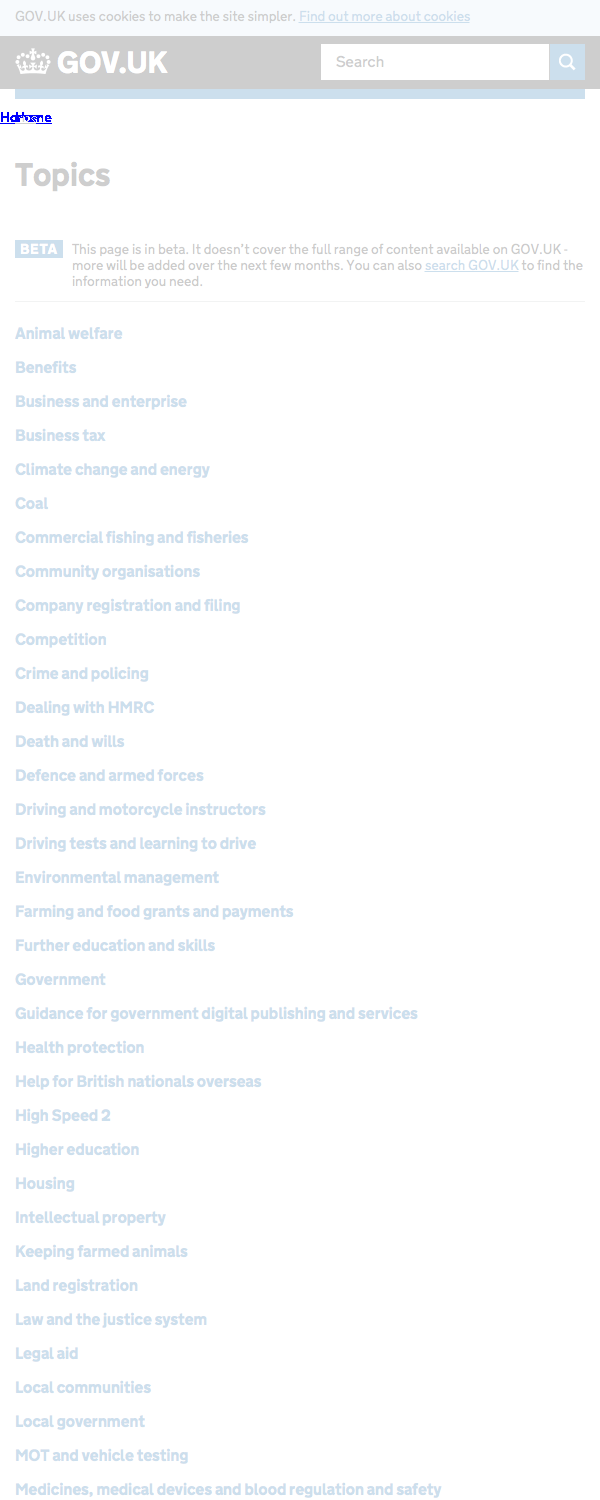 GOV.UK uses cookies to make the site simpler. Find out more about cookies
GOV.UK
Search
Home
Topics
BETA
This page is in beta. It doesn't cover the full range of content available on GOV.UK -
more will be added over the next few months. You can also search GOV.UK to find the
information you need.
Animal welfare
Benefits
Business and enterprise
Business tax
Climate change and energy
Coal
Commercial fishing and fisheries
Community organisations
Company registration and filing
Competition
Crime and policing
Dealing with HMRC
Death and wills
Defence and armed forces
Driving and motorcycle instructors
Driving tests and learning to drive
Environmental management
Farming and food grants and payments
Further education and skills
Government
Guidance for government digital publishing and services
Health protection
Help for British nationals overseas
High Speed 2
Higher education
Housing
Intellectual property
Keeping farmed animals
Land registration
Law and the justice system
Legal aid
Local communities
Local government
MOT and vehicle testing
Medicines, medical devices and blood regulation and safety